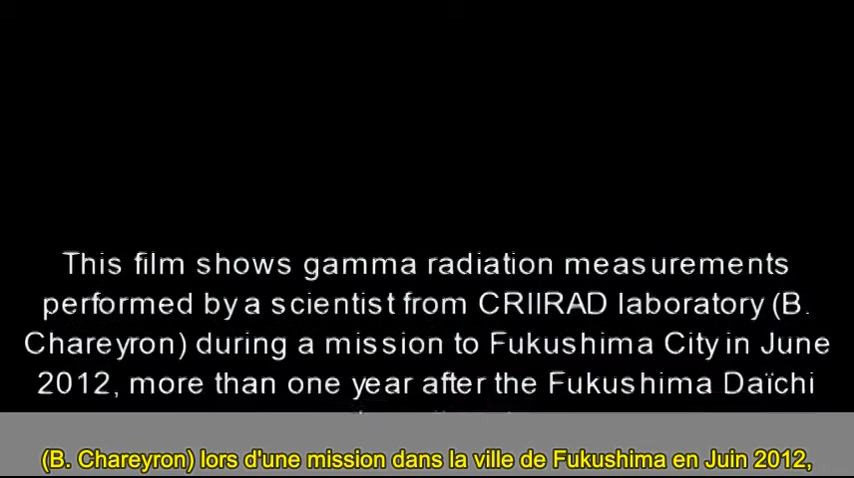 This film shows gamma radiation measurements
performed by a scientist from CRIIRAD laboratory (B.
Chareyron) during a mission to Fukushima City in June
2012, more than one year after the Fukushima Daïchi
(B. Chareyron) lors d'une mission dans la ville de Fukushima en Juin 2012,